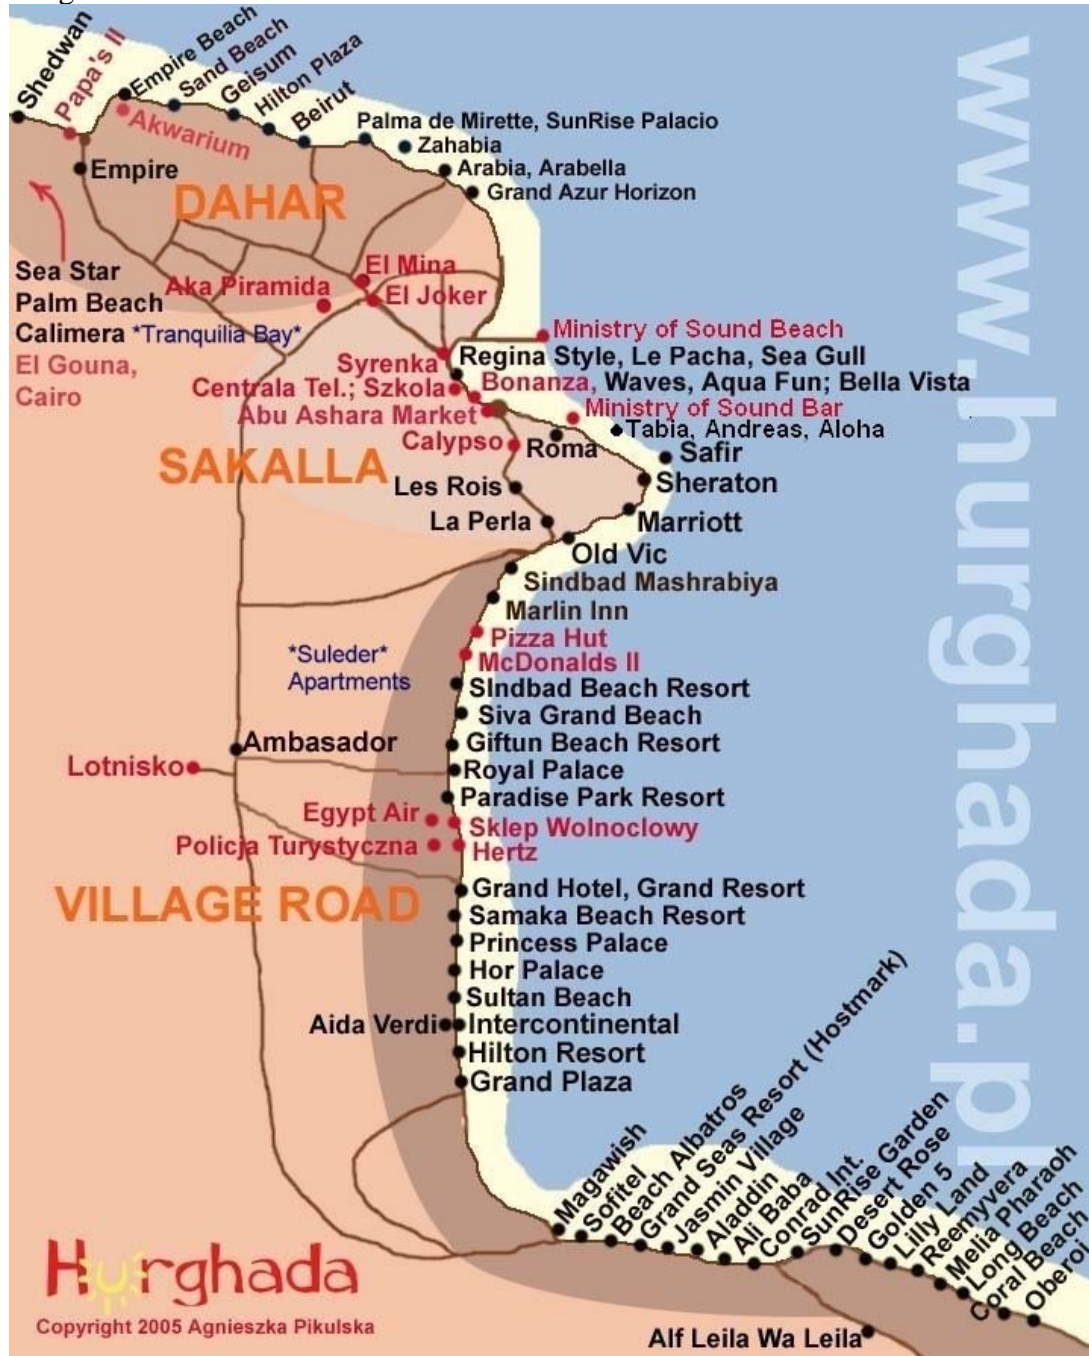 Shedwan
Papa's II
Empire Beach
Sand Beach
Geisum
Hilton Plaza
Beirut
Akwarium
Palma de Mirette, SunRise Palacio
Zahabia
Arabia, Arabella
Grand Azur Horizon
Empire
DAHAR
Sea Star
Palm Beach
Calimera *Tranquilia Bay*
El Gouna,
Cairo
El Mina
Aka Piramida
El Joker
Ministry of Sound Beach
Syrenka
Regina Style, Le Pacha, Sea Gull
Centrala Tel.; Szkola
Bonanza, Waves, Aqua Fun; Bella Vista
Abu Ashara Market
Ministry of Sound Bar
Tabia, Andreas, Aloha
Calypso
Roma
Safir
SAKALLA
Les Rois
Sheraton
La Perla
Marriott
Old Vic
Sindbad Mashrabiya
Marlin Inn
Pizza Hut
*Suleder*
Apartments
McDonalds II
SIndbad Beach Resort
Siva Grand Beach
Ambasador
Giftun Beach Resort
Lotnisko
Royal Palace
Paradise Park Resort
Egypt Air
Sklep Wolnoclowy
Policja Turystyczna
Hertz
VILLAGE ROAD
Grand Hotel, Grand Resort
Samaka Beach Resort
Princess Palace
Hor Palace
Sultan Beach
Aida Verdi
Intercontinental
Hilton Resort
Grand Plaza
Magawish
Sofitel
Beach Albatros
Grand Seas Resort (Hostmark)
Jasmin Village
Aladdin
Ali Baba
Conrad Int.
SunRise Garden
Desert Rose
Golden 5
Lilly Land
Reemyvera
Melia Pharaoh
Long Beach
Coral Beach
Oberoi
Alf Leila Wa Leila
www.hurghada.pl
Hurghada
Copyright 2005 Agnieszka Pikulska